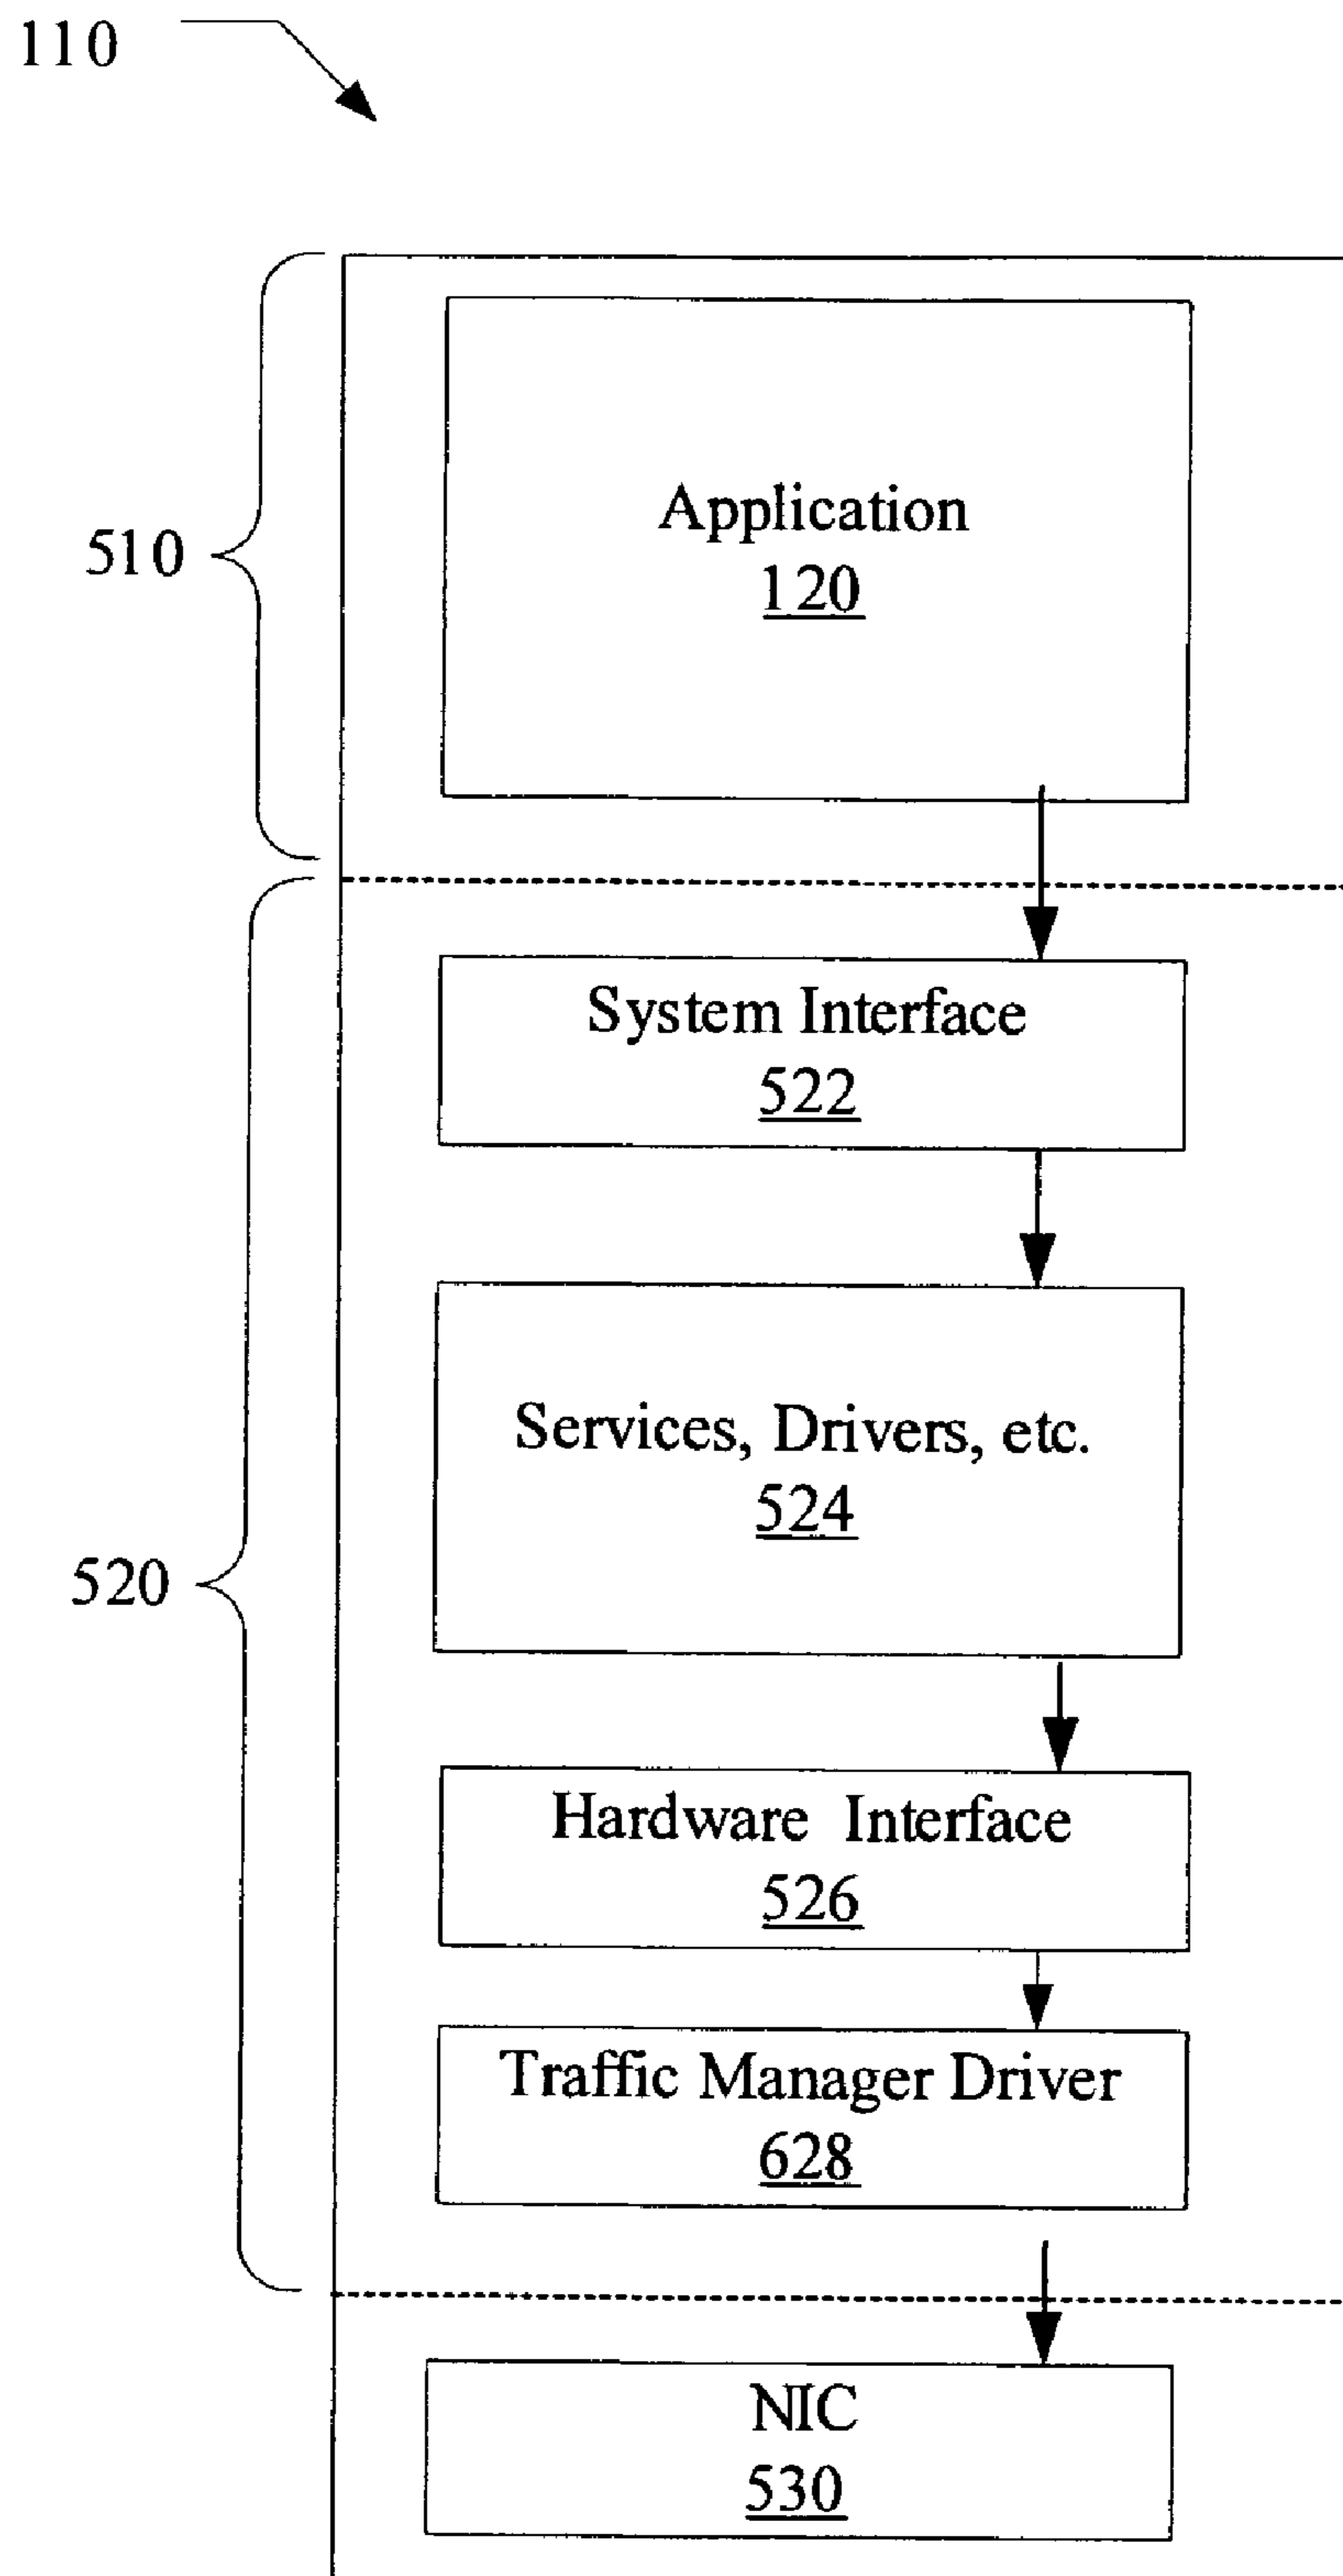 110
510
Application
120
System Interface
522
Services, Drivers, etc.
524
520
Hardware Interface
526
Traffic Manager Driver
628
NIC
530